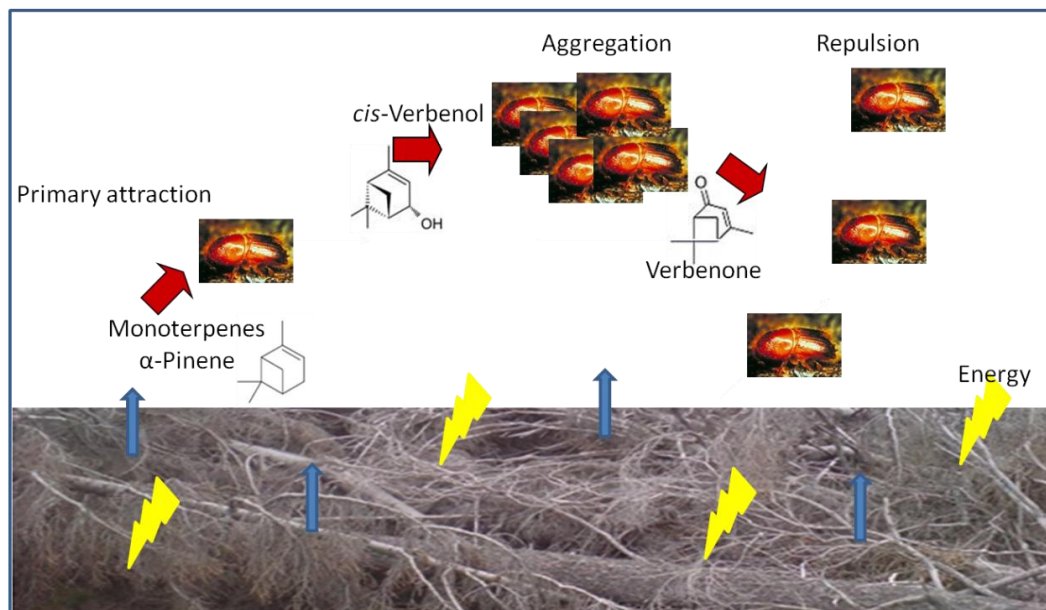 Aggregation
Repulsion
cis-Verbenol
OH
Primary attraction
O
Verbenone
Monoterpenes
α-Pinene
Energy